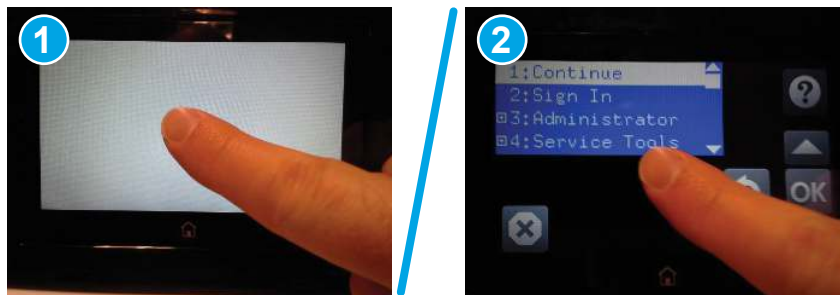 1
2
1:Continue
2:Sign In
3:Administrator
4:Service Tools
?
OK